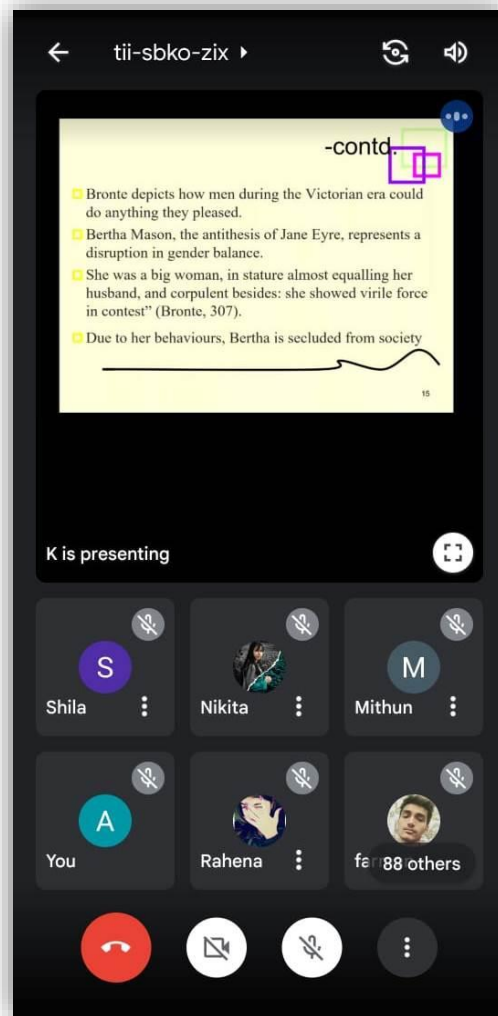 tii-sbko-zix
-contd.
Bronte depicts how men during the Victorian era could
do anything they pleased.
Bertha Mason, the antithesis of Jane Eyre, represents a
disruption in gender balance.
She was a big woman, in stature almost equalling her
husband, and corpulent besides: she showed virile force
in contest” (Bronte, 307).
Due to her behaviours, Bertha is secluded from society
15
K is presenting
S
Shila
Nikita
M
Mithun
A
You
Rahena
88 others